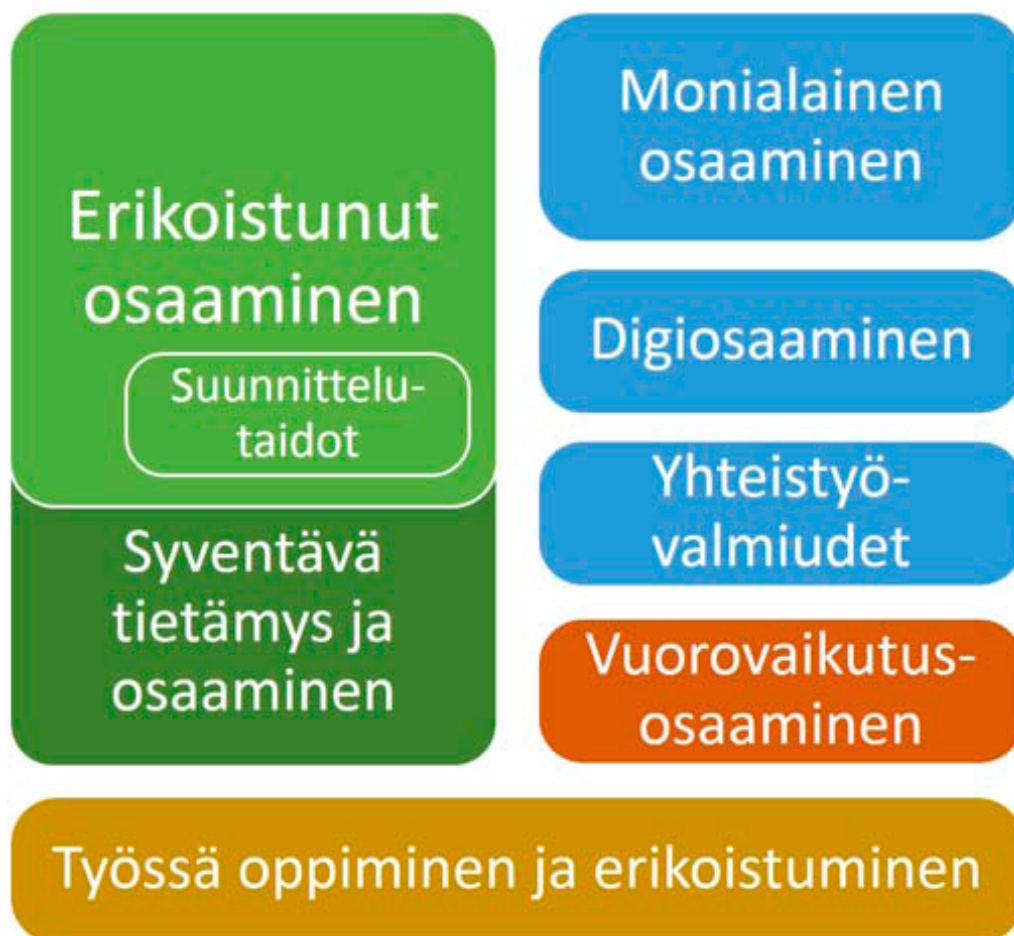 Erikoistunut
osaaminen
Suunnittelu-
taidot
Syventävä
tietämys ja
osaaminen
Monialainen
osaaminen
Digiosaaminen
Yhteistyö-
valmiudet
Vuorovaikutus-
osaaminen
Työssä oppiminen ja erikoistuminen